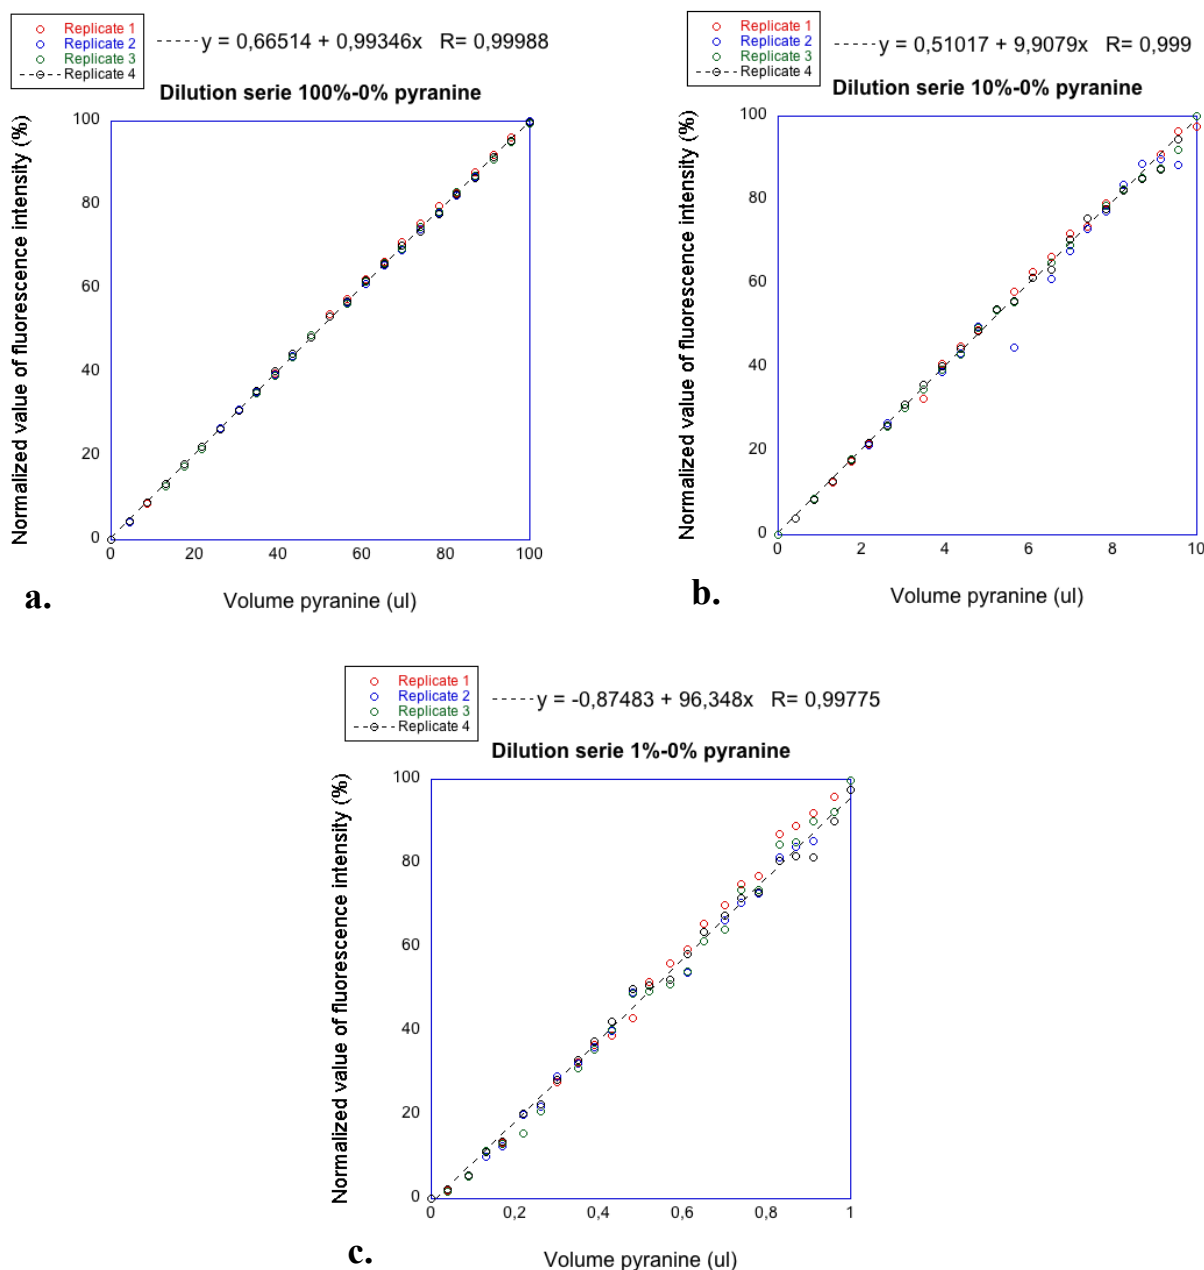 Replicate 1
Replicate 2
Replicate 3
Replicate 4
y = 0,66514 + 0,99346x R= 0,99988
Dilution serie 100%-0% pyranine
Normalized value of fluorescence intensity (%)
100
80
60
40
20
0
0 20 40 60 80 100
Volume pyranine (ul)
a.
Replicate 1
Replicate 2
Replicate 3
Replicate 4
y = 0,51017 + 9,9079x R= 0,999
Dilution serie 10%-0% pyranine
Normalized value of fluorescence intensity (%)
100
80
60
40
20
0
0 2 4 6 8 10
Volume pyranine (ul)
b.
Replicate 1
Replicate 2
Replicate 3
Replicate 4
y = -0,87483 + 96,348x R= 0,99775
Dilution serie 1%-0% pyranine
Normalized value of fluorescence intensity (%)
100
80
60
40
20
0
0 0,2 0,4 0,6 0,8 1
Volume pyranine (ul)
c.